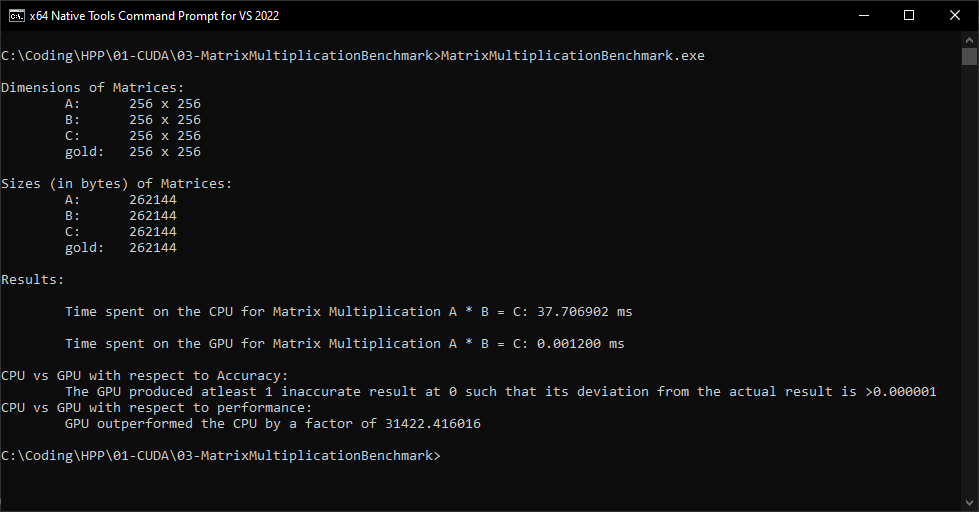 x64 Native Tools Command Prompt for VS 2022
C:\Coding\HPP\01-CUDA\03-MatrixMultiplicationBenchmark>MatrixMultiplicationBenchmark.exe
Dimensions of Matrices:
A: 256 x 256
B: 256 x 256
C: 256 x 256
gold: 256 x 256
Sizes (in bytes) of Matrices:
A: 262144
B: 262144
C: 262144
gold: 262144
Results:
Time spent on the CPU for Matrix Multiplication A * B = C: 37.706902 ms
Time spent on the GPU for Matrix Multiplication A * B = C: 0.001200 ms
CPU vs GPU with respect to Accuracy:
The GPU produced atleast 1 inaccurate result at 0 such that its deviation from the actual result is >0.000001
CPU vs GPU with respect to performance:
GPU outperformed the CPU by a factor of 31422.416016
C:\Coding\HPP\01-CUDA\03-MatrixMultiplicationBenchmark>